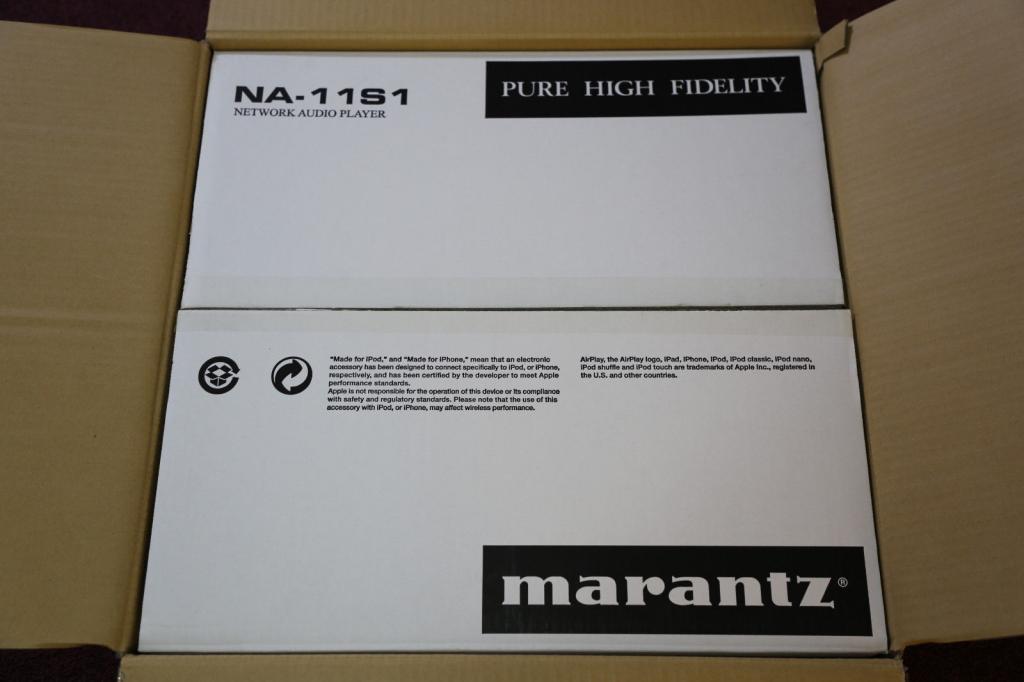 NA-11S1
NETWORK AUDIO PLAYER
PURE HIGH FIDELITY
"Made for iPod," and "Made for iPhone," mean that an electronic
accessory has been designed to connect specifically to iPod, or iPhone,
respectively, and has been certified by the developer to meet Apple
performance standards.
Apple is not responsible for the operation of this device or its compliance
with safety and regulatory standards. Please note that the use of this
accessory with iPod, or iPhone, may affect wireless performance.
AirPlay, the AirPlay logo, iPad, iPhone, iPod, iPod classic, iPod nano,
iPod shuffle and iPod touch are trademarks of Apple Inc., registered in
the U.S. and other countries.
marantz®